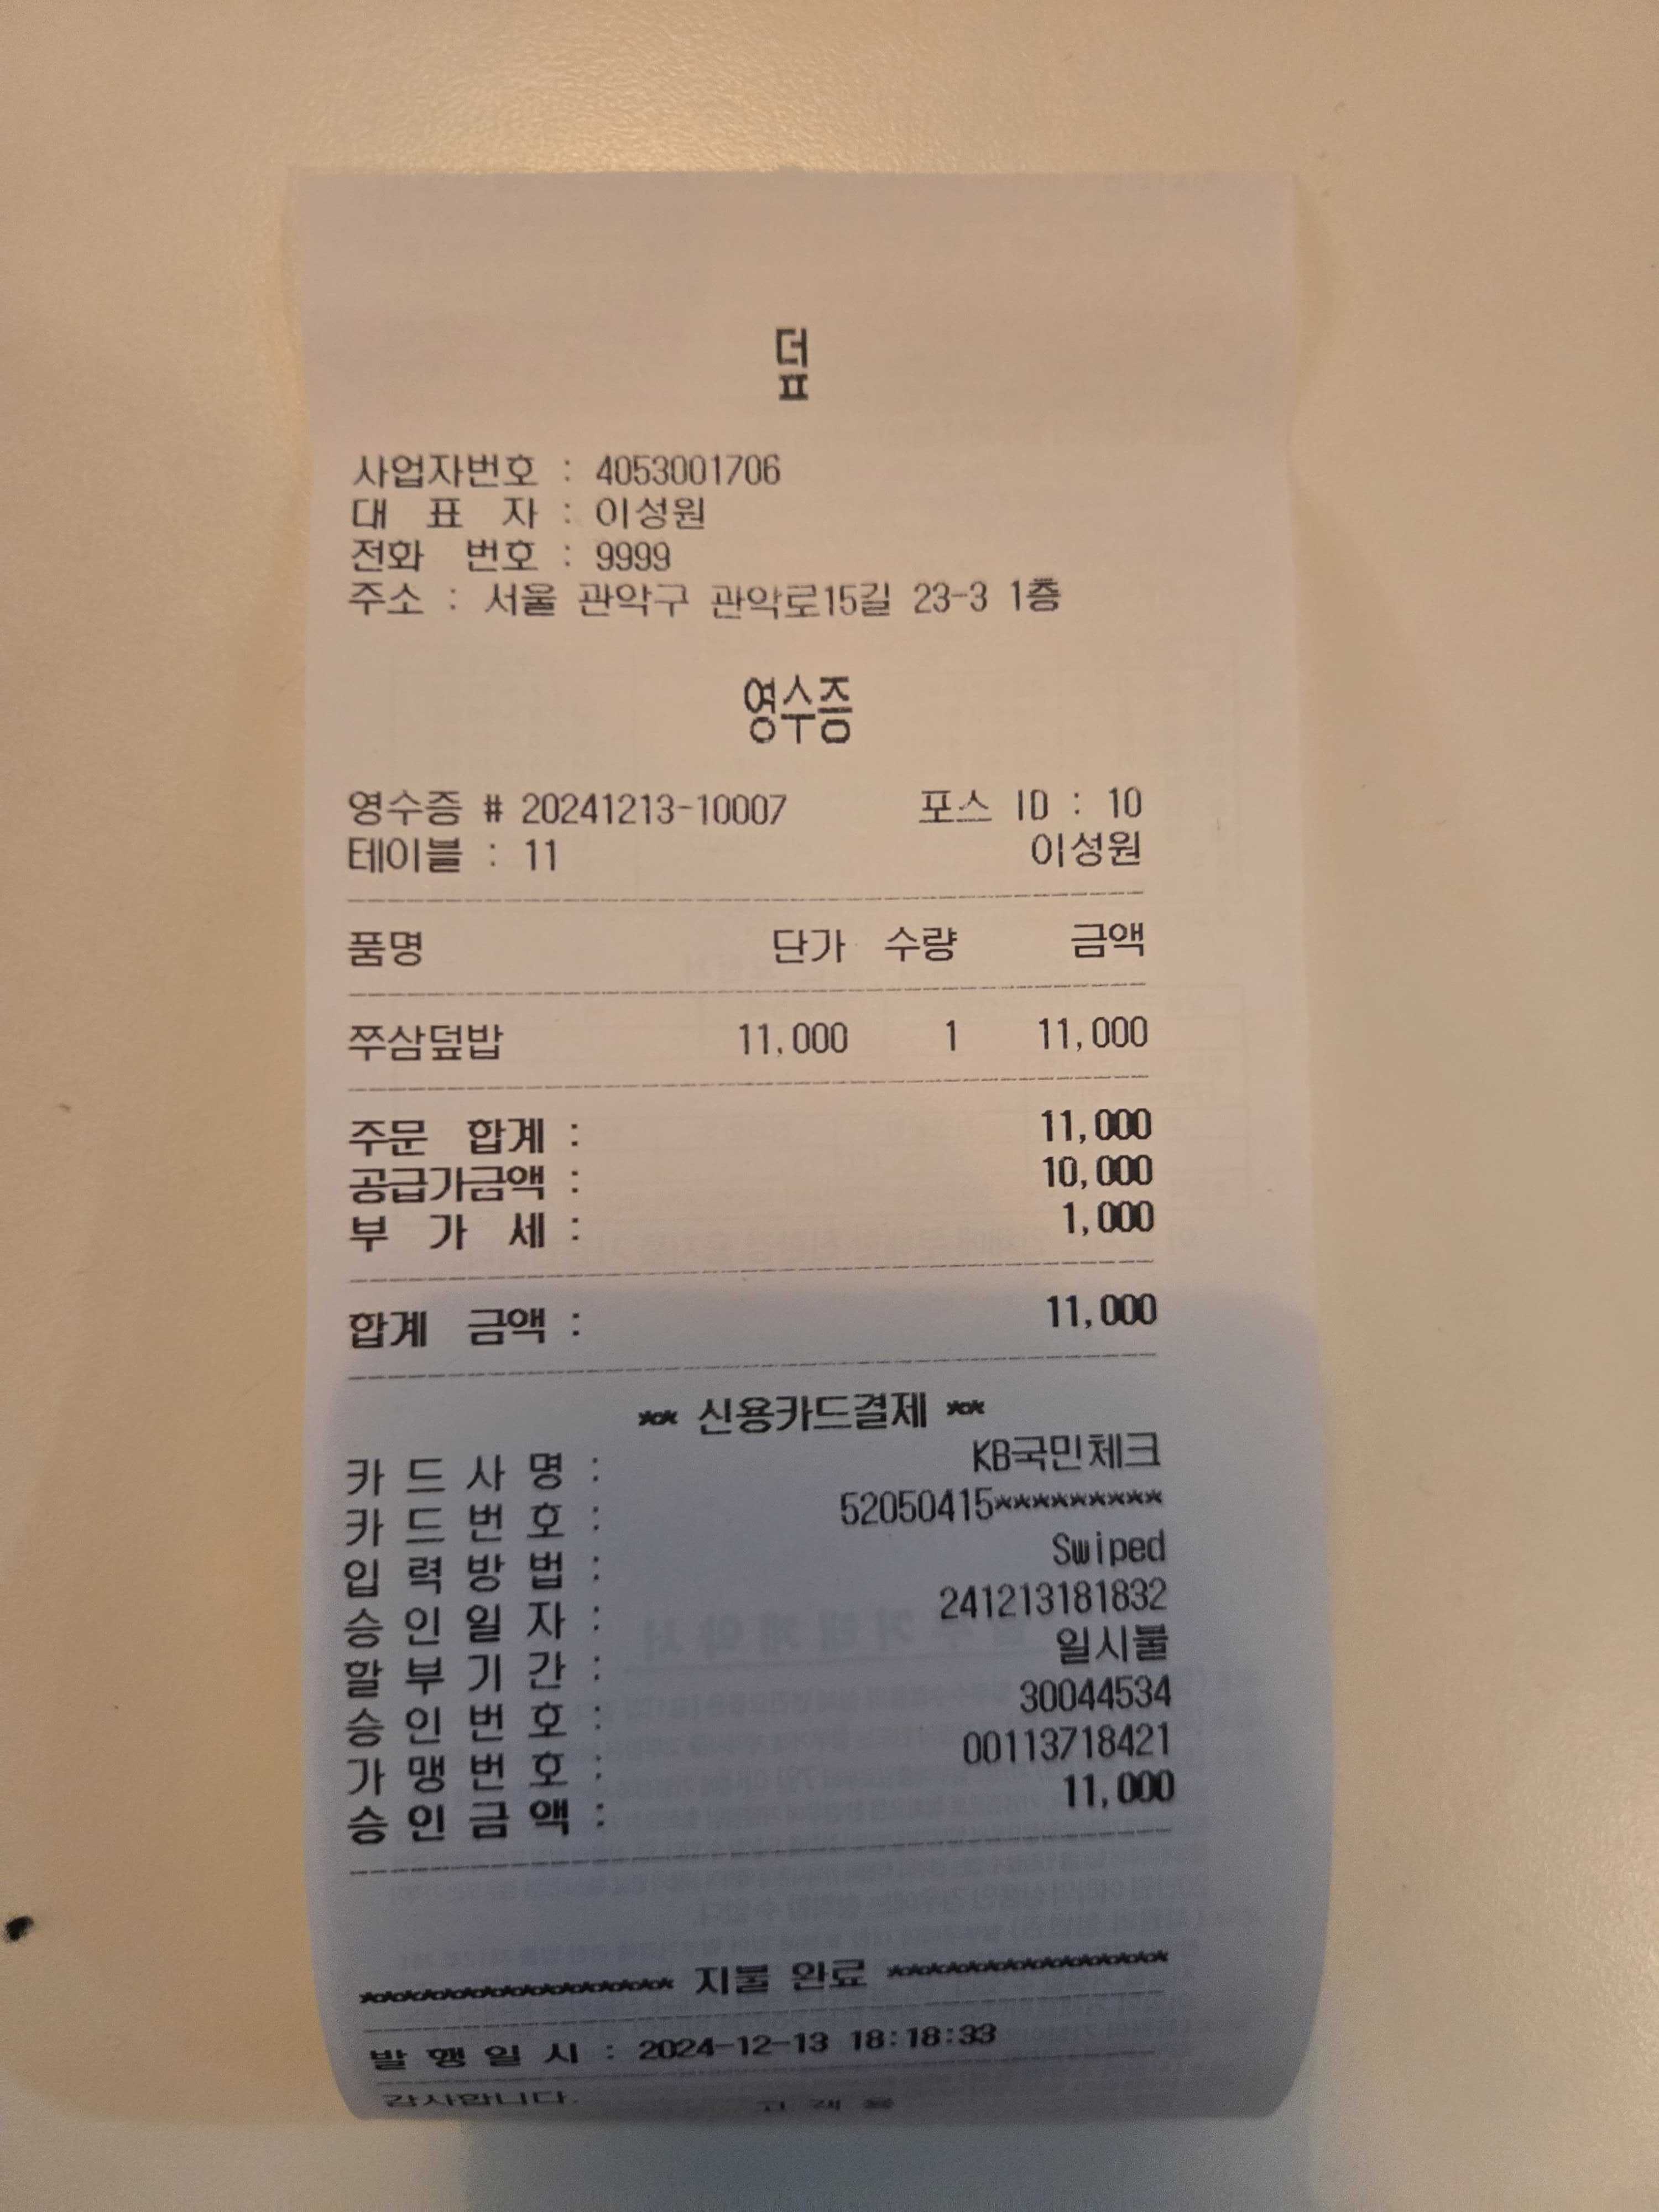 덮
사업자번호 : 4053001706
대 표 자 : 이성원
전화 번호 : 9999
주소 : 서울 관악구 관악로15길 23-3 1층
영수증
영수증 # 20241213-10007 포스 ID : 10
테이블 : 11 이성원
품명 단가 수량 금액
쭈삼덮밥 11,000 1 11,000
주문 합계 : 11,000
공급가금액 : 10,000
부 가 세 : 1,000
합계 금액 : 11,000
** 신용카드결제 **
카 드 사 명 : KB국민체크
카 드 번 호 : 52050415*********
입 력 방 법 : Swiped
승 인 일 자 : 241213181832
할 부 기 간 : 일시불
승 인 번 호 : 30044534
가 맹 번 호 : 00113718421
승 인 금 액 : 11,000
******************** 지불 완료 ******************
발 행 일 시 : 2024-12-13 18:18:33
감사합니다. 고 객 용